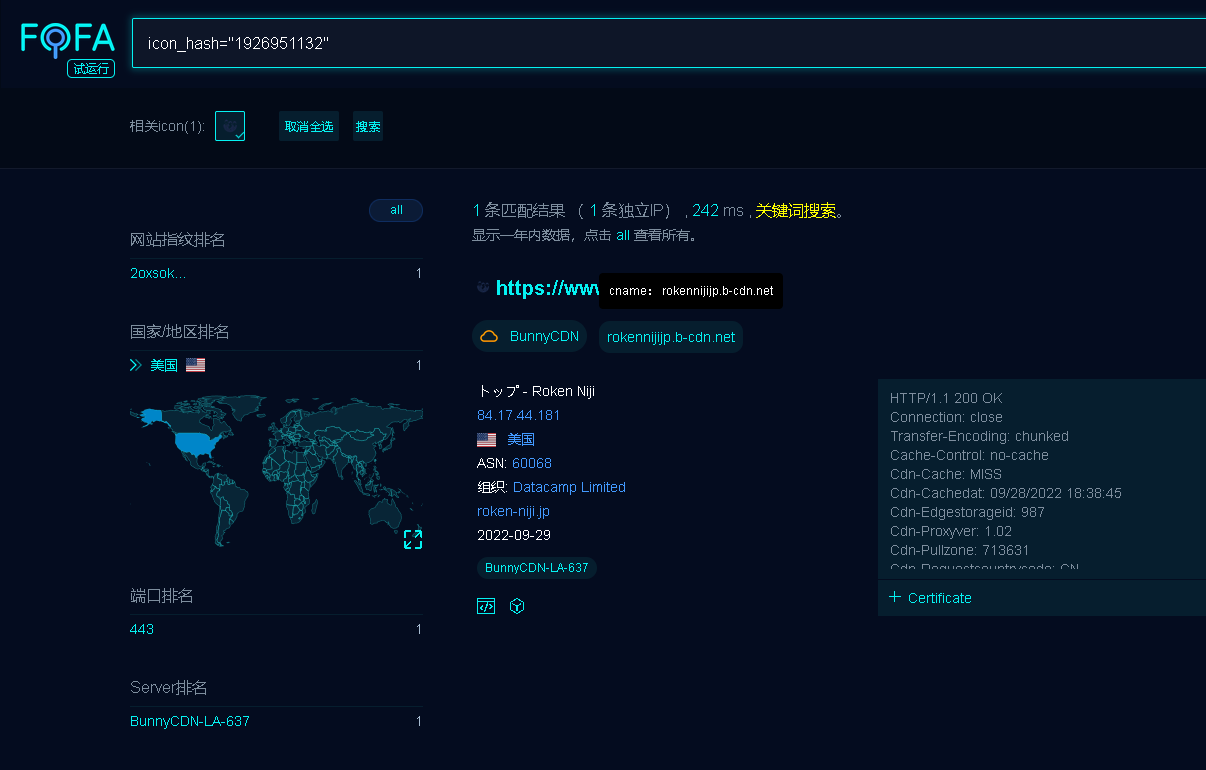 FOFA
试运行
icon_hash="1926951132"
相关icon(1):
取消全选
搜索
all
网站指纹排名
2oxsok... 1
国家/地区排名
美国 1
端口排名
443 1
Server排名
BunnyCDN-LA-637 1
1 条匹配结果 （ 1 条独立IP） , 242 ms , 关键词搜索。
显示一年内数据，点击 all 查看所有。
https://www
cname： rokennijijp.b-cdn.net
BunnyCDN
rokennijijp.b-cdn.net
トップ - Roken Niji
84.17.44.181
美国
ASN: 60068
组织: Datacamp Limited
roken-niji.jp
2022-09-29
BunnyCDN-LA-637
HTTP/1.1 200 OK
Connection: close
Transfer-Encoding: chunked
Cache-Control: no-cache
Cdn-Cache: MISS
Cdn-Cachedat: 09/28/2022 18:38:45
Cdn-Edgestorageid: 987
Cdn-Proxyver: 1.02
Cdn-Pullzone: 713631
Cdn-Requestcountrycode: CN
Certificate